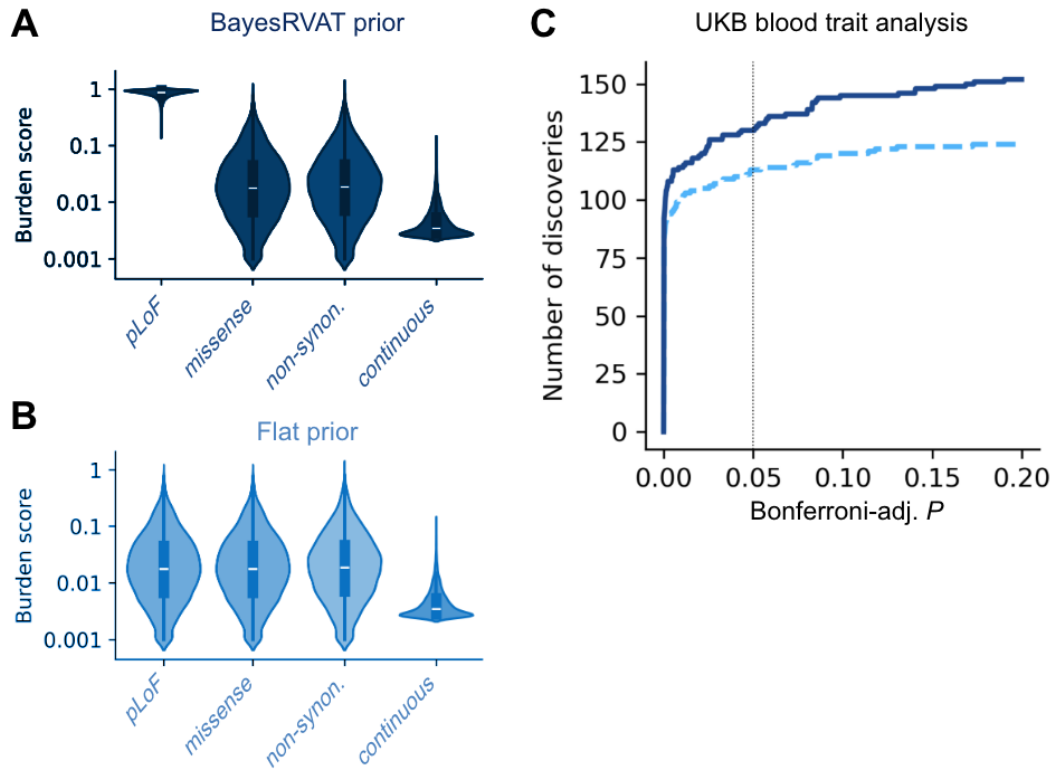 A
BayesRVAT prior
Burden score
1
0.1
0.01
0.001
pLoF
missense
non-synon.
continuous
B
Flat prior
Burden score
1
0.1
0.01
0.001
pLoF
missense
non-synon.
continuous
C
UKB blood trait analysis
Number of discoveries
150
125
100
75
50
25
0
0.00 0.05 0.10 0.15 0.20
Bonferroni-adj. P